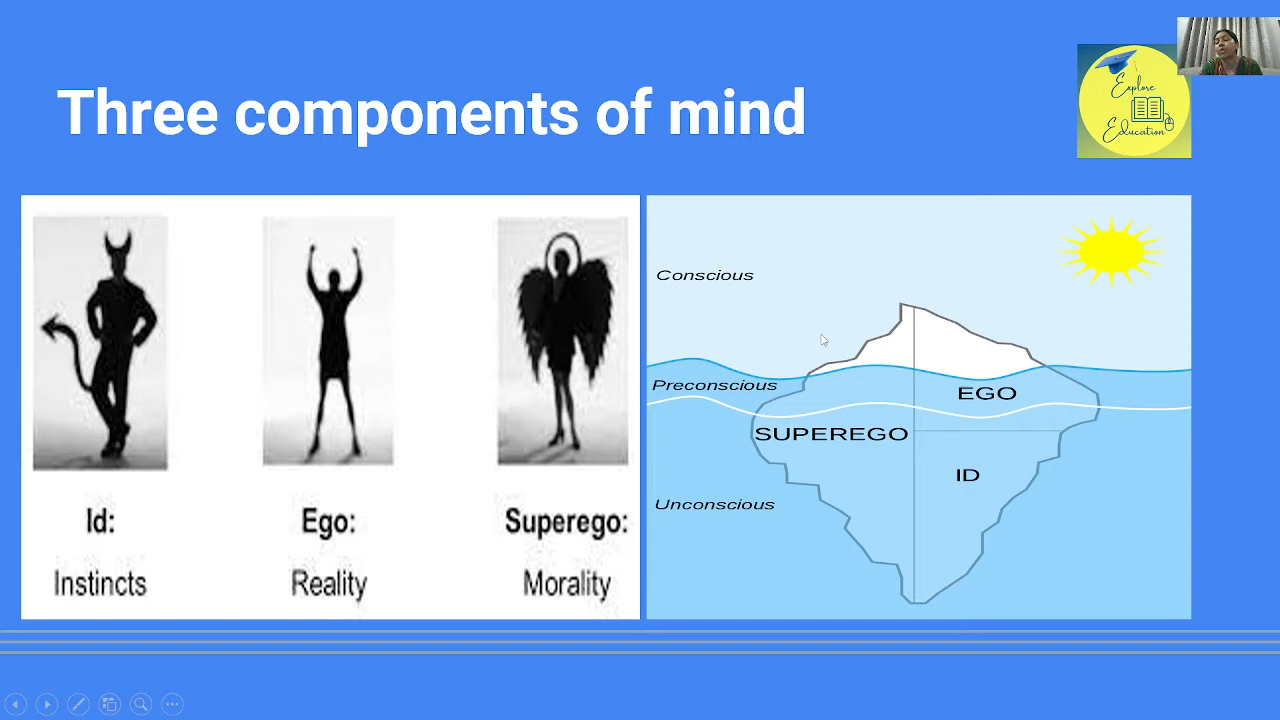 Three components of mind
Explore
Education
Id:
Instincts
Ego:
Reality
Superego:
Morality
Conscious
Preconscious
EGO
SUPEREGO
ID
Unconscious